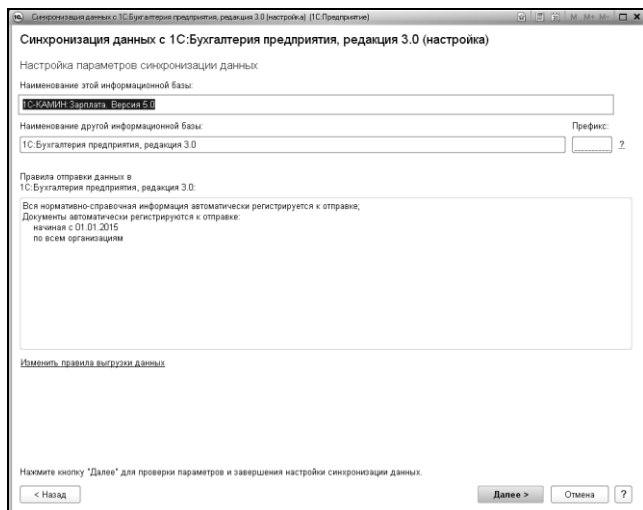 Синхронизация данных с 1С:Бухгалтерия предприятия, редакция 3.0 (настройка) (1С:Предприятие)
M M+ M-
Синхронизация данных с 1С:Бухгалтерия предприятия, редакция 3.0 (настройка)
Настройка параметров синхронизации данных
Наименование этой информационной базы:
1С-КАМИН:Зарплата. Версия 5.0
Наименование другой информационной базы: Префикс:
1С:Бухгалтерия предприятия, редакция 3.0 ?
Правила отправки данных в
1С:Бухгалтерия предприятия, редакция 3.0:
Вся нормативно-справочная информация автоматически регистрируется к отправке;
Документы автоматически регистрируются к отправке:
начиная с 01.01.2015
по всем организациям
Изменить правила выгрузки данных
Нажмите кнопку "Далее" для проверки параметров и завершения настройки синхронизации данных.
< Назад Далее > Отмена ?